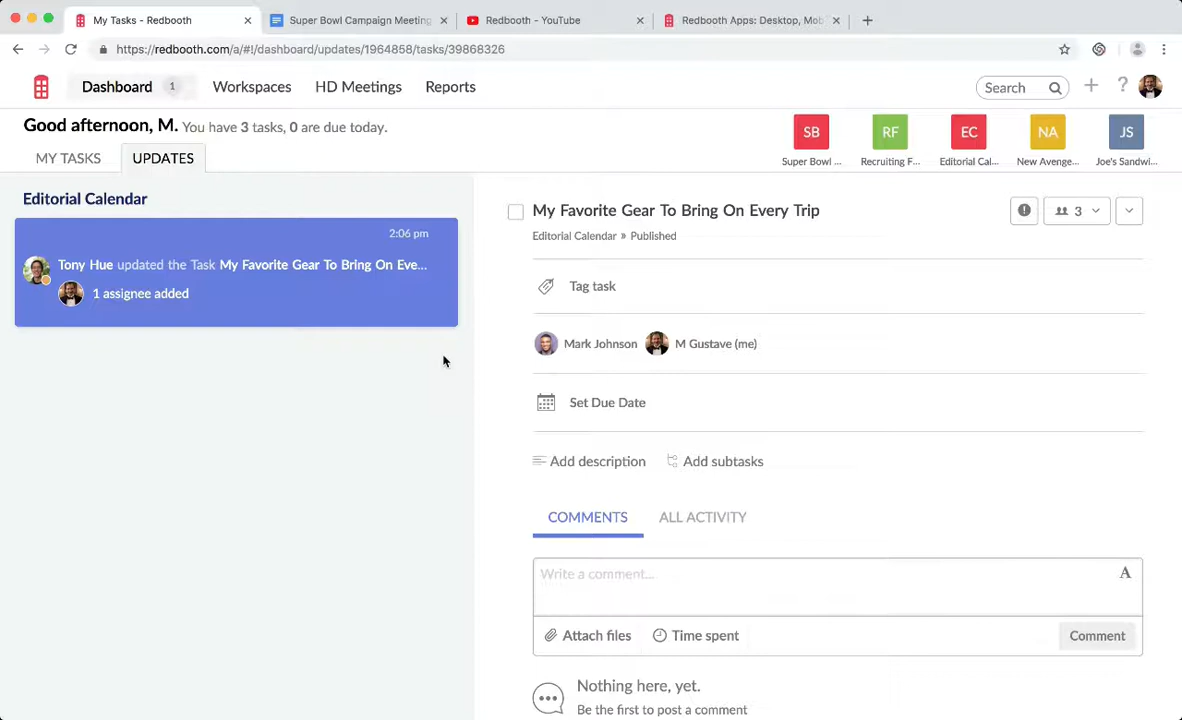 My Tasks - Redbooth
Super Bowl Campaign Meeting
Redbooth - YouTube
Redbooth Apps: Desktop, Mob
https://redbooth.com/a/#!/dashboard/updates/1964858/tasks/39868326
Dashboard 1
Workspaces
HD Meetings
Reports
Search
?
Good afternoon, M. You have 3 tasks, 0 are due today.
SB
RF
EC
NA
JS
Super Bowl ...
Recruiting F...
Editorial Cal...
New Avenge...
Joe's Sandwi...
MY TASKS
UPDATES
Editorial Calendar
2:06 pm
Tony Hue updated the Task My Favorite Gear To Bring On Eve...
1 assignee added
My Favorite Gear To Bring On Every Trip
3
Editorial Calendar » Published
Tag task
Mark Johnson
M Gustave (me)
Set Due Date
Add description
Add subtasks
COMMENTS
ALL ACTIVITY
Write a comment...
A
Attach files
Time spent
Comment
Nothing here, yet.
Be the first to post a comment